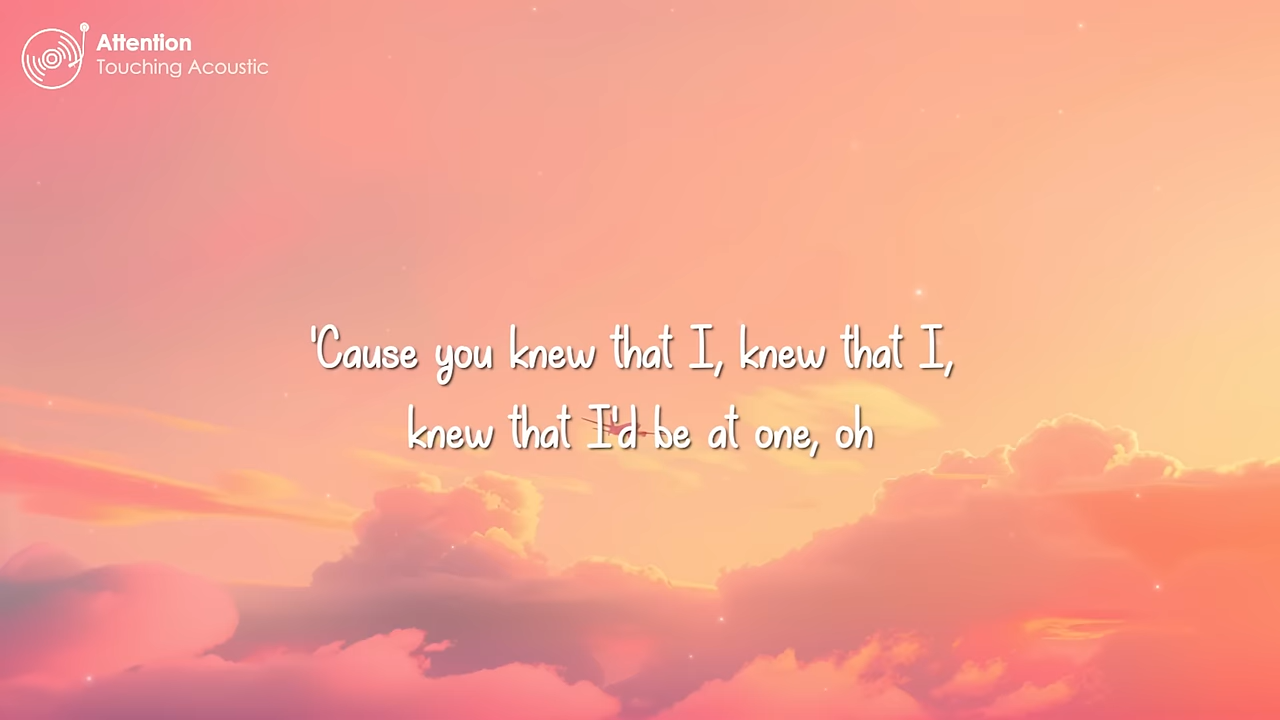 Attention
Touching Acoustic
'Cause you knew that I, knew that I,
knew that I'd be at one, oh